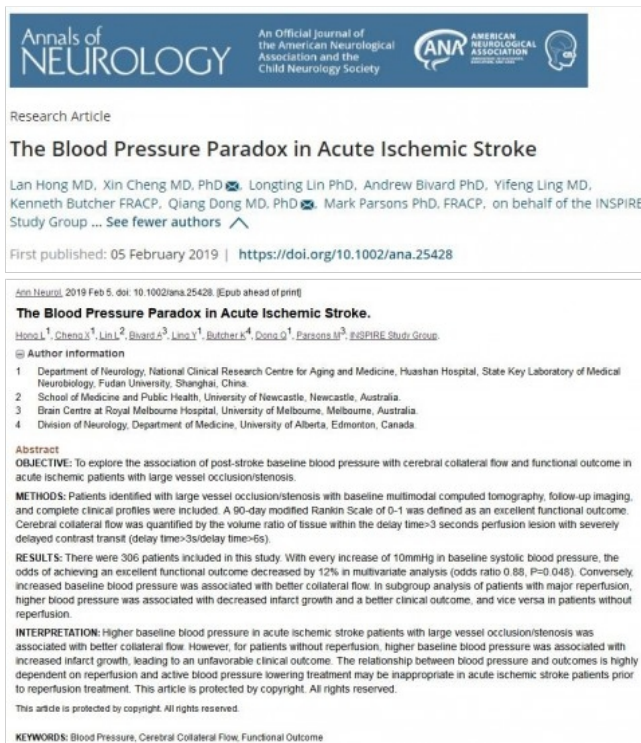 Annals of
NEUROLOGY
An Official Journal of
the American Neurological
Association and the
Child Neurology Society
ANA
AMERICAN
NEUROLOGICAL
ASSOCIATION
Research Article
The Blood Pressure Paradox in Acute Ischemic Stroke
Lan Hong MD, Xin Cheng MD, PhD, Longting Lin PhD, Andrew Bivard PhD, Yifeng Ling MD,
Kenneth Butcher FRACP, Qiang Dong MD, PhD, Mark Parsons PhD, FRACP, on behalf of the INSPIRE
Study Group ... See fewer authors
First published: 05 February 2019 | https://doi.org/10.1002/ana.25428
Ann Neurol. 2019 Feb 5. doi: 10.1002/ana.25428. [Epub ahead of print]
The Blood Pressure Paradox in Acute Ischemic Stroke.
Hong L1, Cheng X1, Lin L2, Bivard A3, Ling Y1, Butcher K4, Dong Q1, Parsons M3, INSPIRE Study Group.
Author information
1 Department of Neurology, National Clinical Research Centre for Aging and Medicine, Huashan Hospital, State Key Laboratory of Medical
Neurobiology, Fudan University, Shanghai, China.
2 School of Medicine and Public Health, University of Newcastle, Newcastle, Australia.
3 Brain Centre at Royal Melbourne Hospital, University of Melbourne, Melbourne, Australia.
4 Division of Neurology, Department of Medicine, University of Alberta, Edmonton, Canada.
Abstract
OBJECTIVE: To explore the association of post-stroke baseline blood pressure with cerebral collateral flow and functional outcome in
acute ischemic patients with large vessel occlusion/stenosis.
METHODS: Patients identified with large vessel occlusion/stenosis with baseline multimodal computed tomography, follow-up imaging,
and complete clinical profiles were included. A 90-day modified Rankin Scale of 0-1 was defined as an excellent functional outcome.
Cerebral collateral flow was quantified by the volume ratio of tissue within the delay time>3 seconds perfusion lesion with severely
delayed contrast transit (delay time>3s/delay time>6s).
RESULTS: There were 306 patients included in this study. With every increase of 10mmHg in baseline systolic blood pressure, the
odds of achieving an excellent functional outcome decreased by 12% in multivariate analysis (odds ratio 0.88, P=0.048). Conversely,
increased baseline blood pressure was associated with better collateral flow. In subgroup analysis of patients with major reperfusion,
higher blood pressure was associated with decreased infarct growth and a better clinical outcome, and vice versa in patients without
reperfusion.
INTERPRETATION: Higher baseline blood pressure in acute ischemic stroke patients with large vessel occlusion/stenosis was
associated with better collateral flow. However, for patients without reperfusion, higher baseline blood pressure was associated with
increased infarct growth, leading to an unfavorable clinical outcome. The relationship between blood pressure and outcomes is highly
dependent on reperfusion and active blood pressure lowering treatment may be inappropriate in acute ischemic stroke patients prior
to reperfusion treatment. This article is protected by copyright. All rights reserved.
This article is protected by copyright. All rights reserved.
KEYWORDS: Blood Pressure, Cerebral Collateral Flow, Functional Outcome